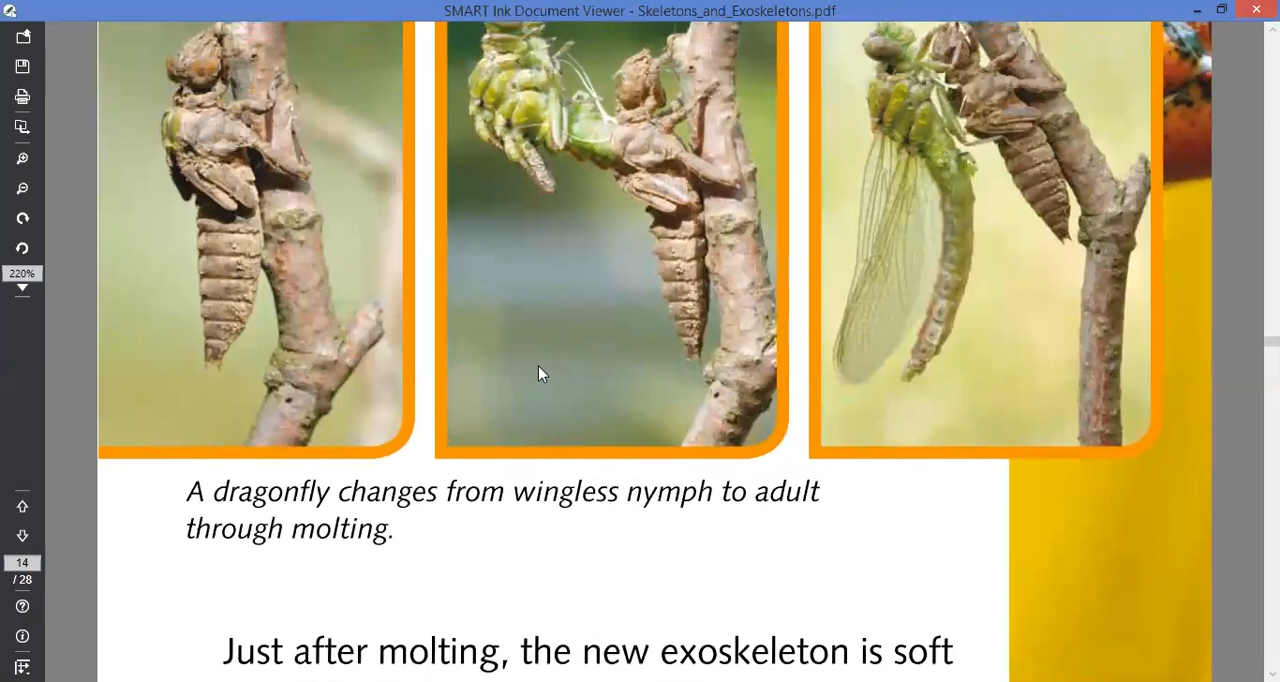 SMART Ink Document Viewer - Skeletons_and_Exoskeletons.pdf
220%
14
/ 28
A dragonfly changes from wingless nymph to adult
through molting.
Just after molting, the new exoskeleton is soft